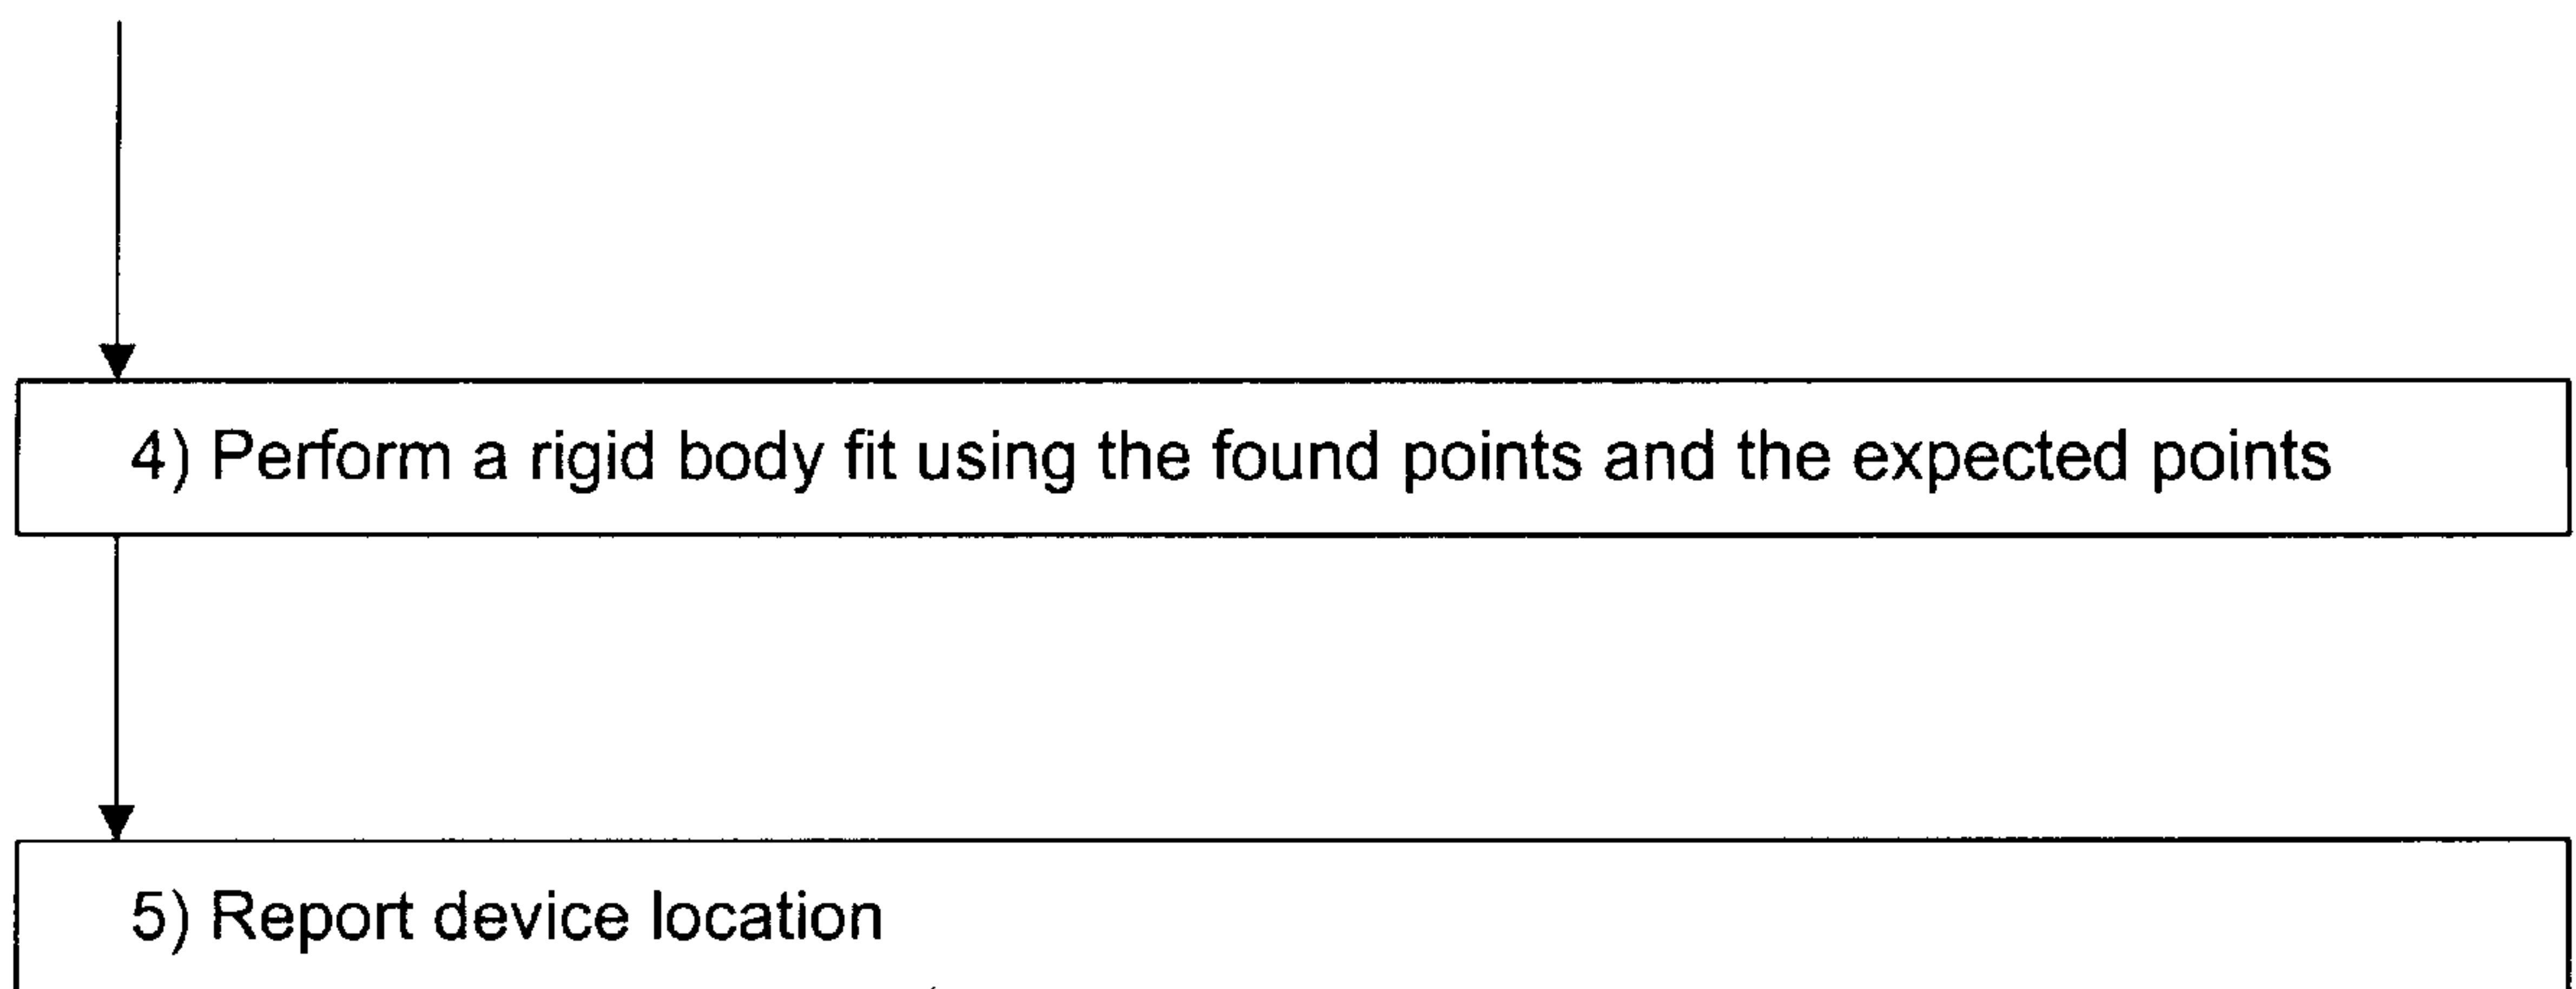 4) Perform a rigid body fit using the found points and the expected points
5) Report device location